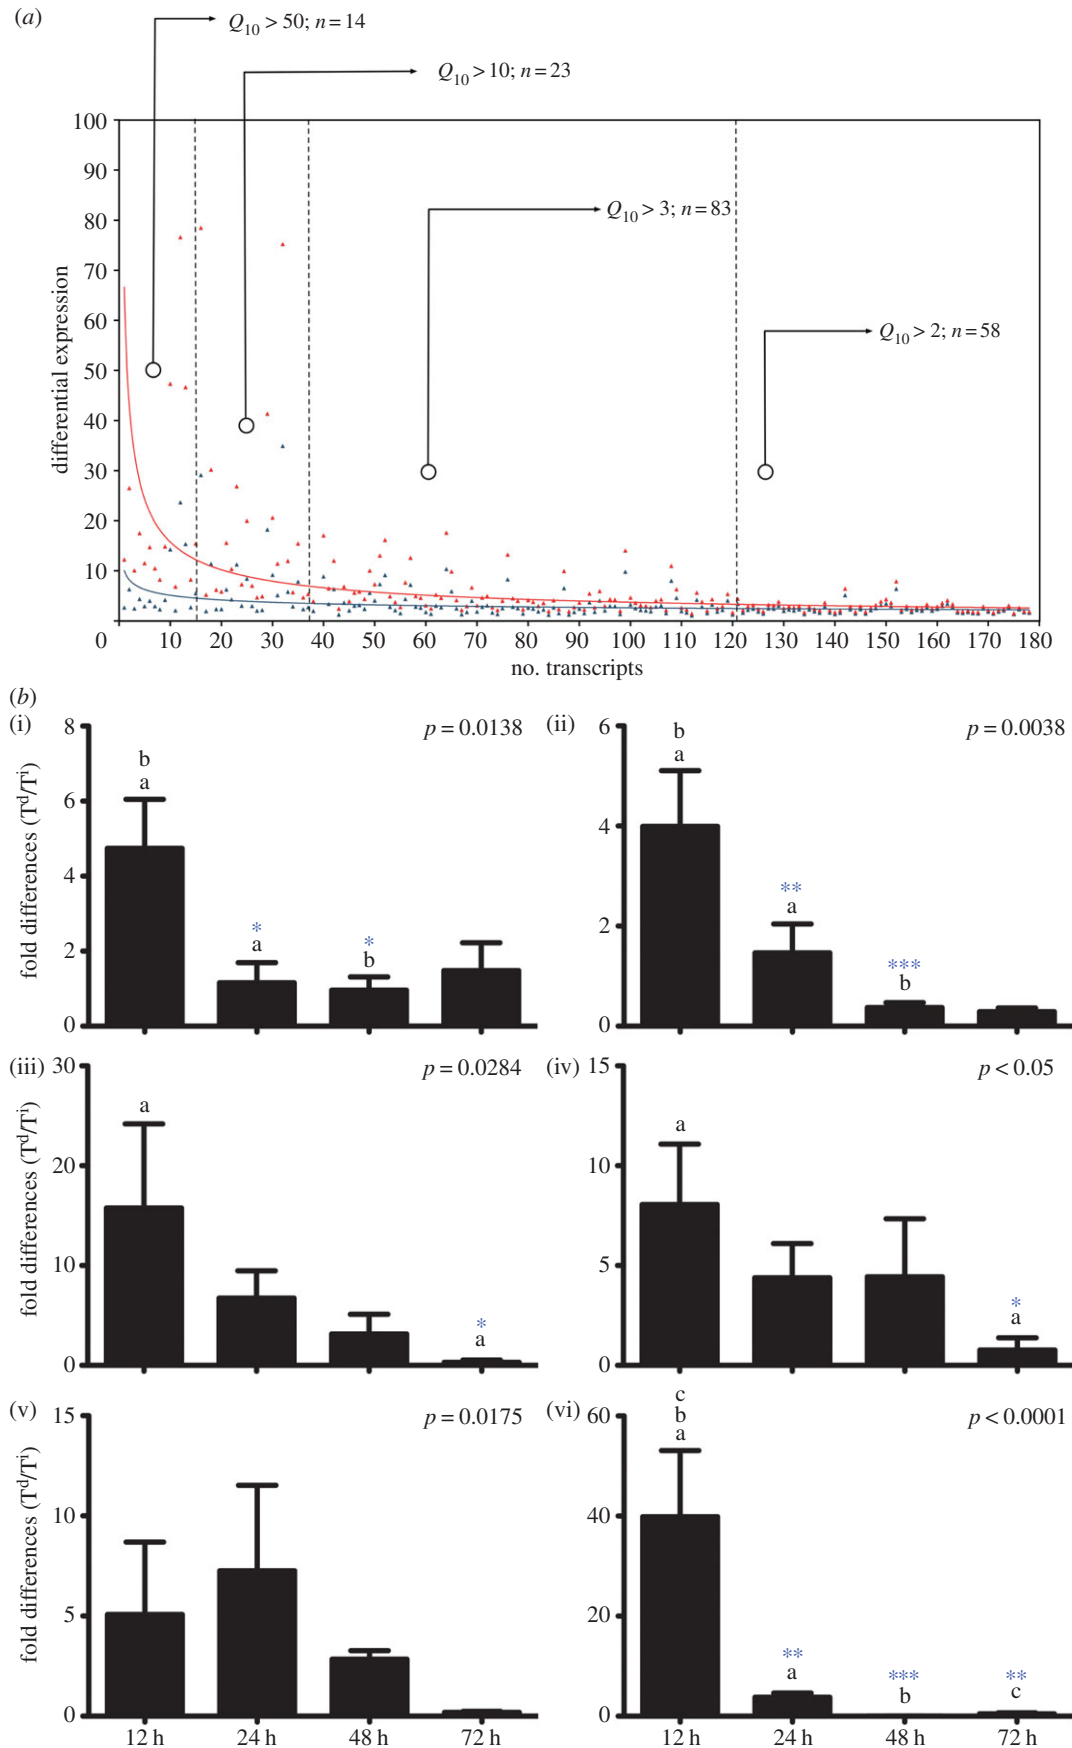 (a)
Q10 > 50; n = 14
Q10 > 10; n = 23
Q10 > 3; n = 83
Q10 > 2; n = 58
differential expression
100
90
80
70
60
50
40
30
20
10
0 10 20 30 40 50 60 70 80 90 100 110 120 130 140 150 160 170 180
no. transcripts
(b)
(i)
p = 0.0138
fold differences (Td/Ti)
8
6
4
2
0
b
a
*
a
*
b
(ii)
p = 0.0038
6
4
2
0
b
a
**
a
***
b
(iii)
p = 0.0284
fold differences (Td/Ti)
30
20
10
0
a
*
a
(iv)
p < 0.05
15
10
5
0
a
*
a
(v)
p = 0.0175
fold differences (Td/Ti)
15
10
5
0
12 h 24 h 48 h 72 h
(vi)
p < 0.0001
60
40
20
0
c
b
a
**
a
***
b
**
c
12 h 24 h 48 h 72 h